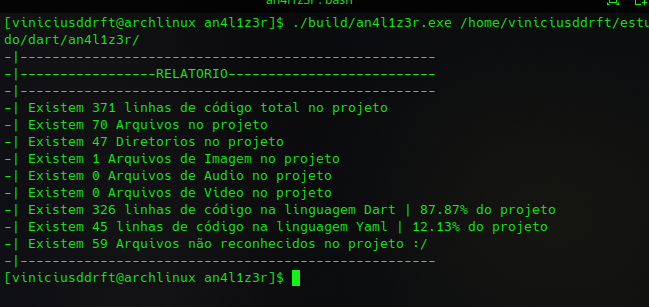 an4l1z3r : bash
[viniciusddrft@archlinux an4l1z3r]$ ./build/an4l1z3r.exe /home/viniciusddrft/estu
do/dart/an4l1z3r/
-|----------------------------------------------------
-|-----------------RELATORIO--------------------------
-|----------------------------------------------------
-| Existem 371 linhas de código total no projeto
-| Existem 70 Arquivos no projeto
-| Existem 47 Diretorios no projeto
-| Existem 1 Arquivos de Imagem no projeto
-| Existem 0 Arquivos de Audio no projeto
-| Existem 0 Arquivos de Video no projeto
-| Existem 326 linhas de código na linguagem Dart | 87.87% do projeto
-| Existem 45 linhas de código na linguagem Yaml | 12.13% do projeto
-| Existem 59 Arquivos não reconhecidos no projeto :/
-|----------------------------------------------------
[viniciusddrft@archlinux an4l1z3r]$